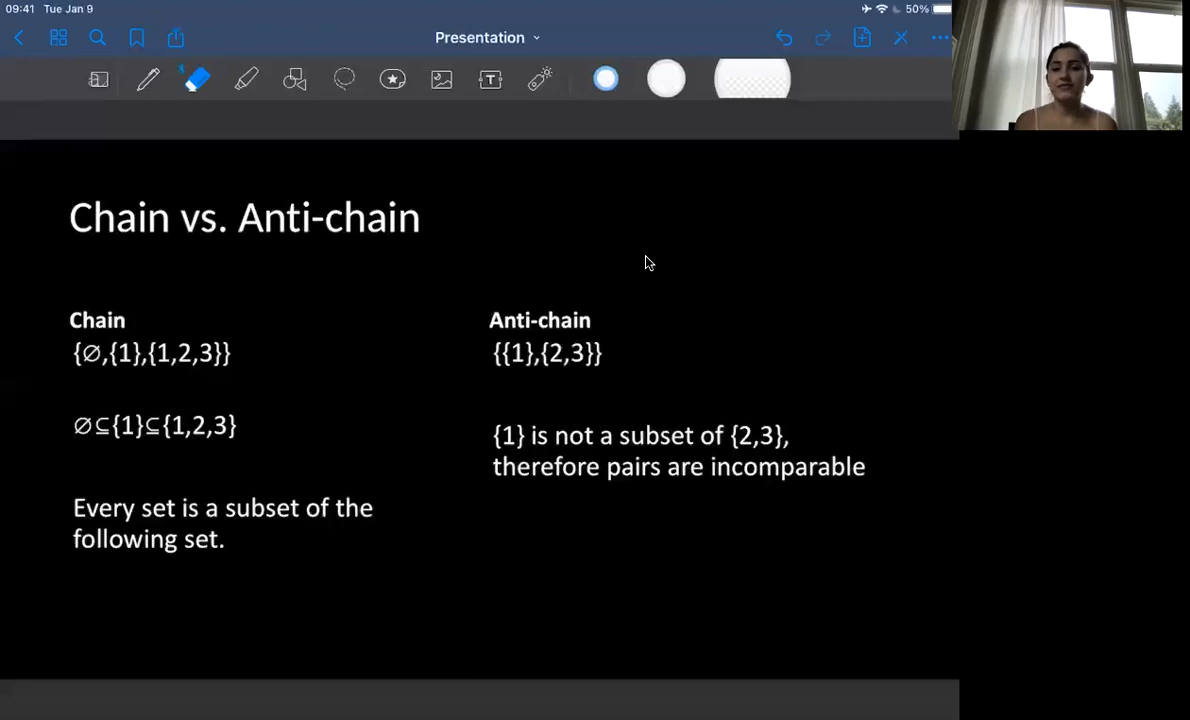 09:41 Tue Jan 9
50%
Presentation
T
Chain vs. Anti-chain
Chain
{∅,{1},{1,2,3}}
∅⊆{1}⊆{1,2,3}
Every set is a subset of the
following set.
Anti-chain
{{1},{2,3}}
{1} is not a subset of {2,3},
therefore pairs are incomparable